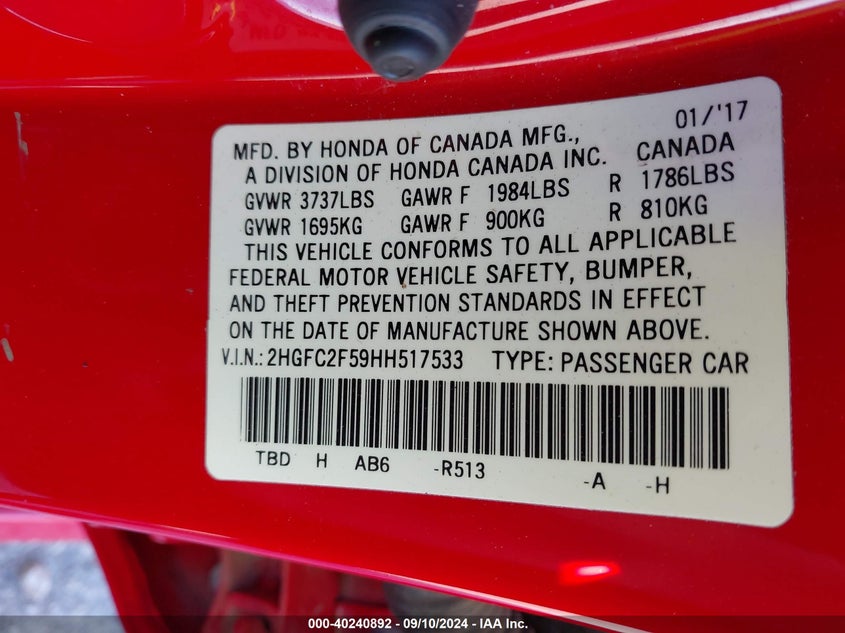 01/'17
MFD. BY HONDA OF CANADA MFG.,
A DIVISION OF HONDA CANADA INC. CANADA
GVWR 3737LBS GAWR F 1984LBS R 1786LBS
GVWR 1695KG GAWR F 900KG R 810KG
THIS VEHICLE CONFORMS TO ALL APPLICABLE
FEDERAL MOTOR VEHICLE SAFETY, BUMPER,
AND THEFT PREVENTION STANDARDS IN EFFECT
ON THE DATE OF MANUFACTURE SHOWN ABOVE.
V.I.N.: 2HGFC2F59HH517533 TYPE: PASSENGER CAR
TBD H AB6 -R513 -A -H
000-40240892 - 09/10/2024 - IAA Inc.